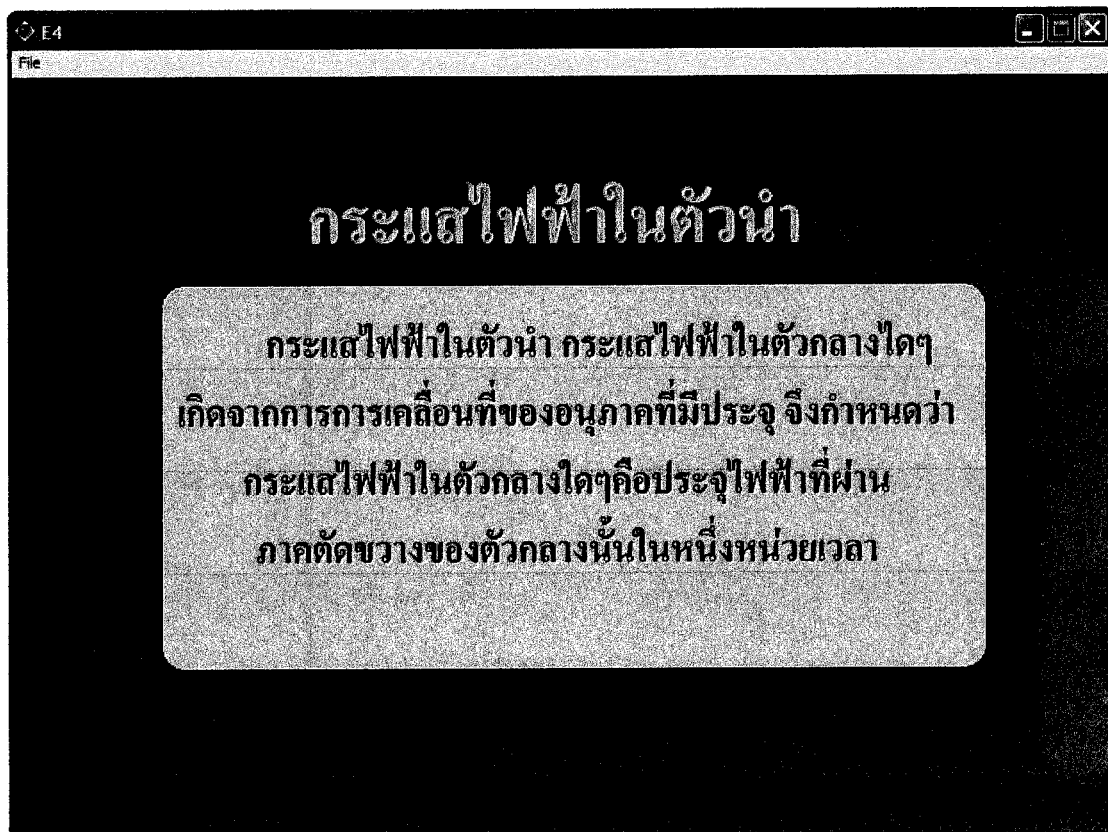 E4
File
กระแสไฟฟ้าในตัวนำ
กระแสไฟฟ้าในตัวนำ กระแสไฟฟ้าในตัวกลางใดๆ
เกิดจากการการเคลื่อนที่ของอนุภาคที่มีประจุ จึงกำหนดว่า
กระแสไฟฟ้าในตัวกลางใดๆคือประจุไฟฟ้าที่ผ่าน
ภาคตัดขวางของตัวกลางนั้นในหนึ่งหน่วยเวลา